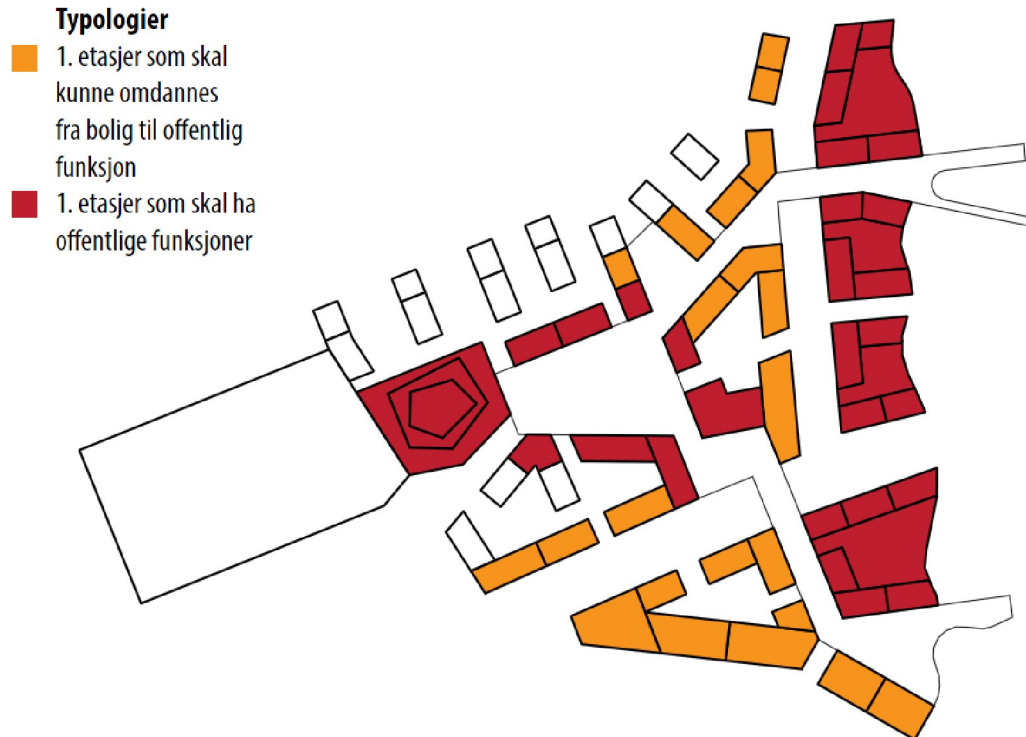 Typologier
1. etasjer som skal
kunne omdannes
fra bolig til offentlig
funksjon
1. etasjer som skal ha
offentlige funksjoner